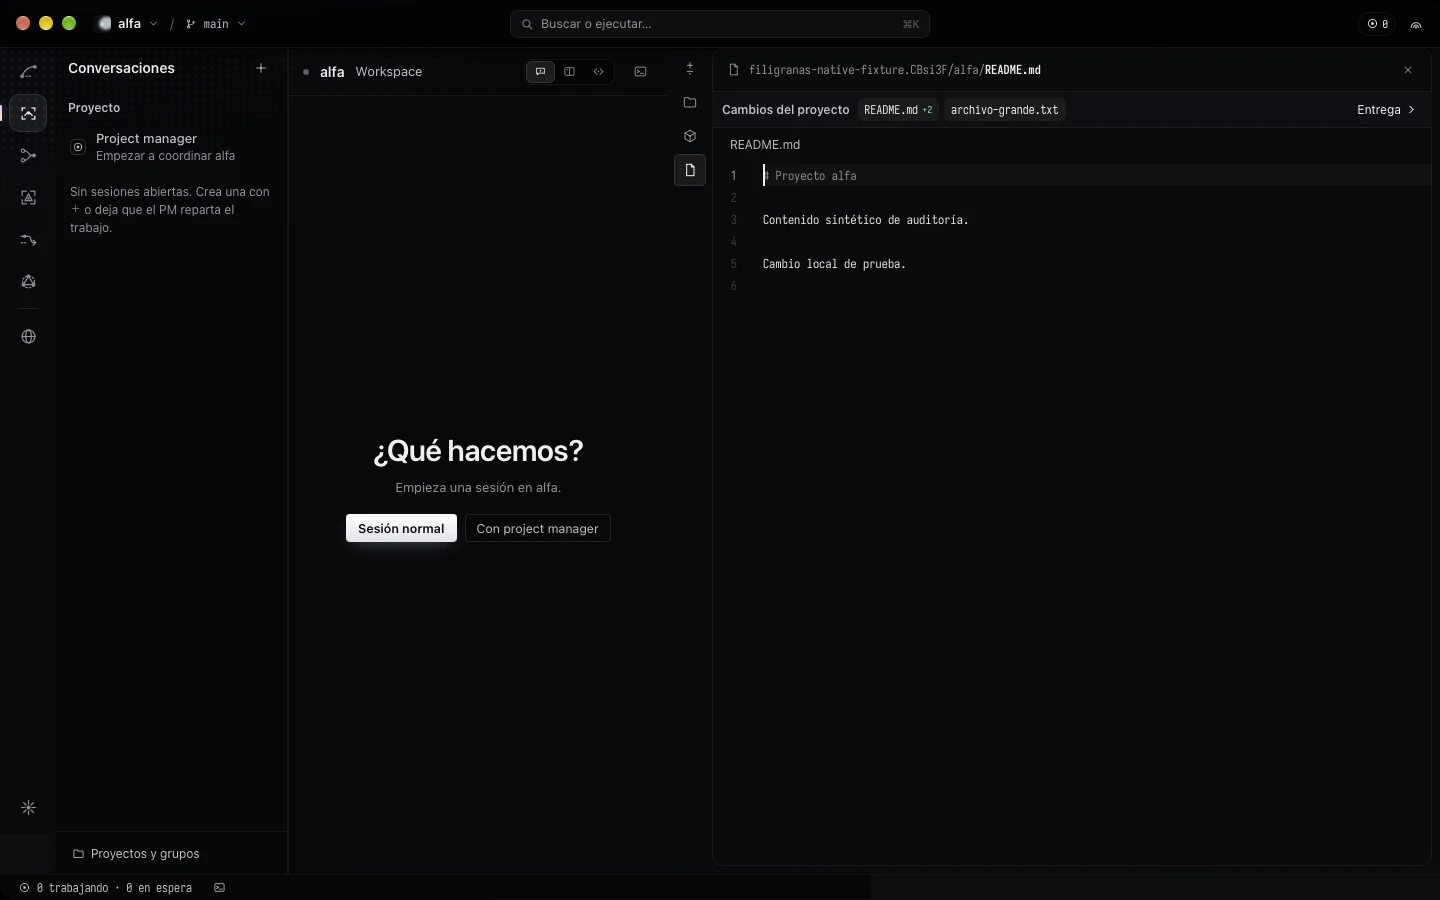 alfa / main
Buscar o ejecutar...
⌘K
0
Conversaciones
Proyecto
Project manager
Empezar a coordinar alfa
Sin sesiones abiertas. Crea una con
+ o deja que el PM reparta el
trabajo.
Proyectos y grupos
alfa Workspace
¿Qué hacemos?
Empieza una sesión en alfa.
Sesión normal
Con project manager
filigranas-native-fixture.CBsi3F/alfa/README.md
Cambios del proyecto README.md +2 archivo-grande.txt Entrega
README.md
1 # Proyecto alfa
2
3 Contenido sintético de auditoría.
4
5 Cambio local de prueba.
6
0 trabajando · 0 en espera